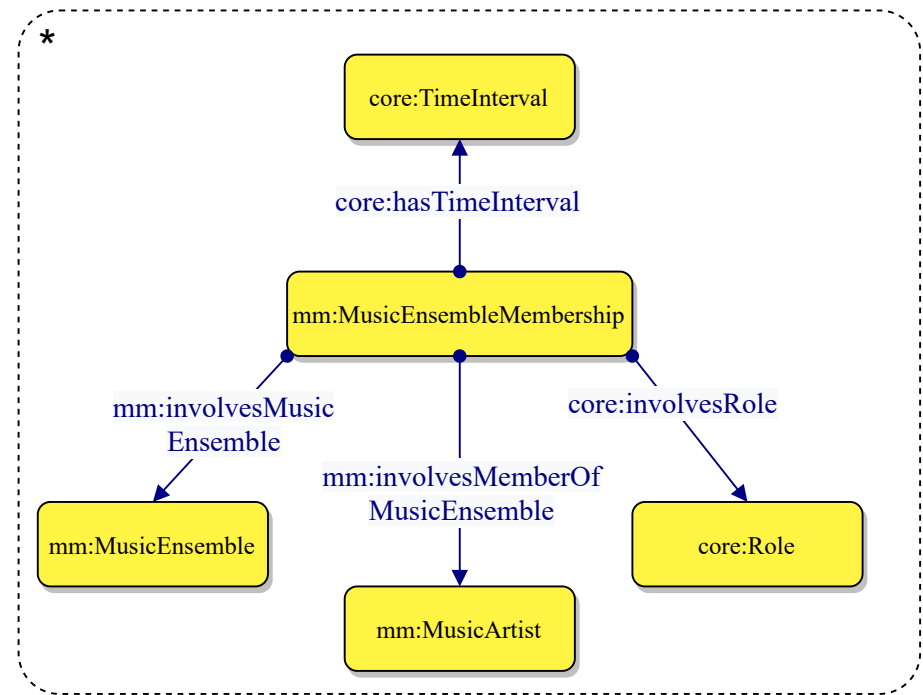 *
core:TimeInterval
core:hasTimeInterval
mm:MusicEnsembleMembership
mm:involvesMusic
Ensemble
core:involvesRole
mm:involvesMemberOf
MusicEnsemble
mm:MusicEnsemble
core:Role
mm:MusicArtist